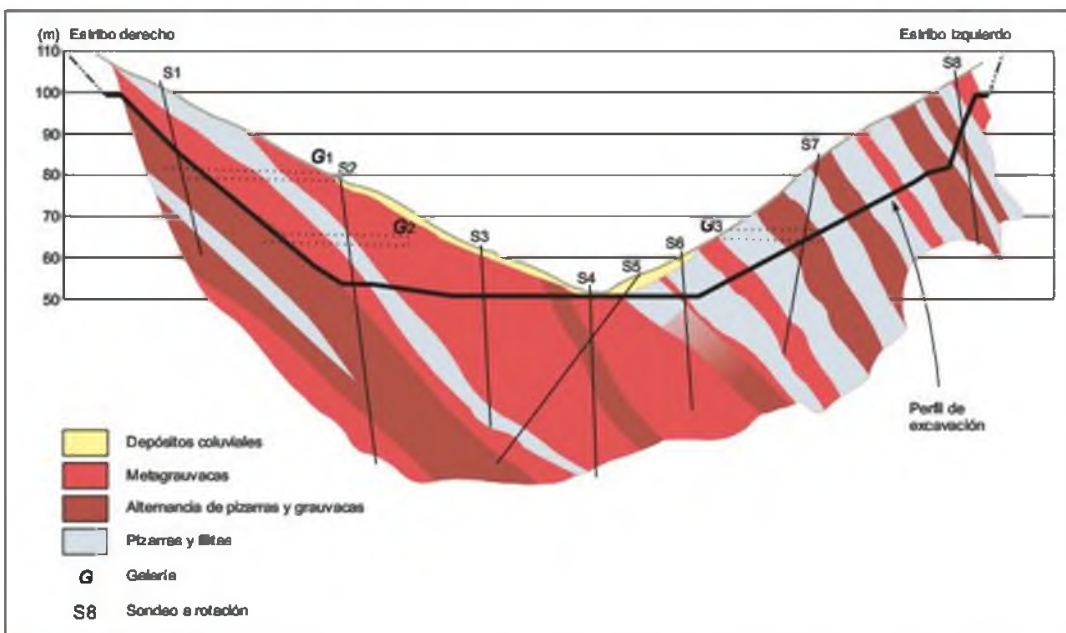 (m) Estribo derecho
Estribo Izquierdo
110
100
90
80
70
60
50
S1
G1
S2
G2
S3
S4
S5
S6
G3
S7
S8
Perfil de
excavación
Depósitos coluviales
Metagrauvacas
Alternancia de pizarras y grauvacas
Pizarras y filitas
G Galería
S8 Sondeo a rotación